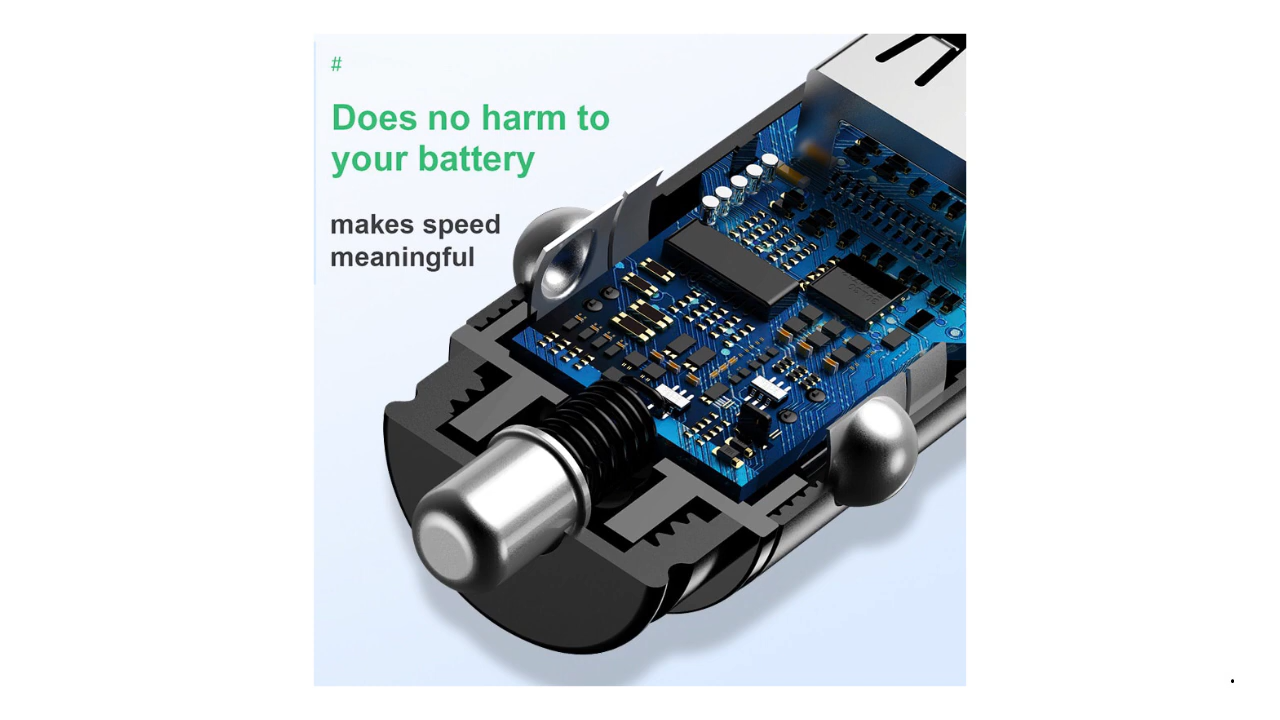 #
Does no harm to
your battery
makes speed
meaningful
.